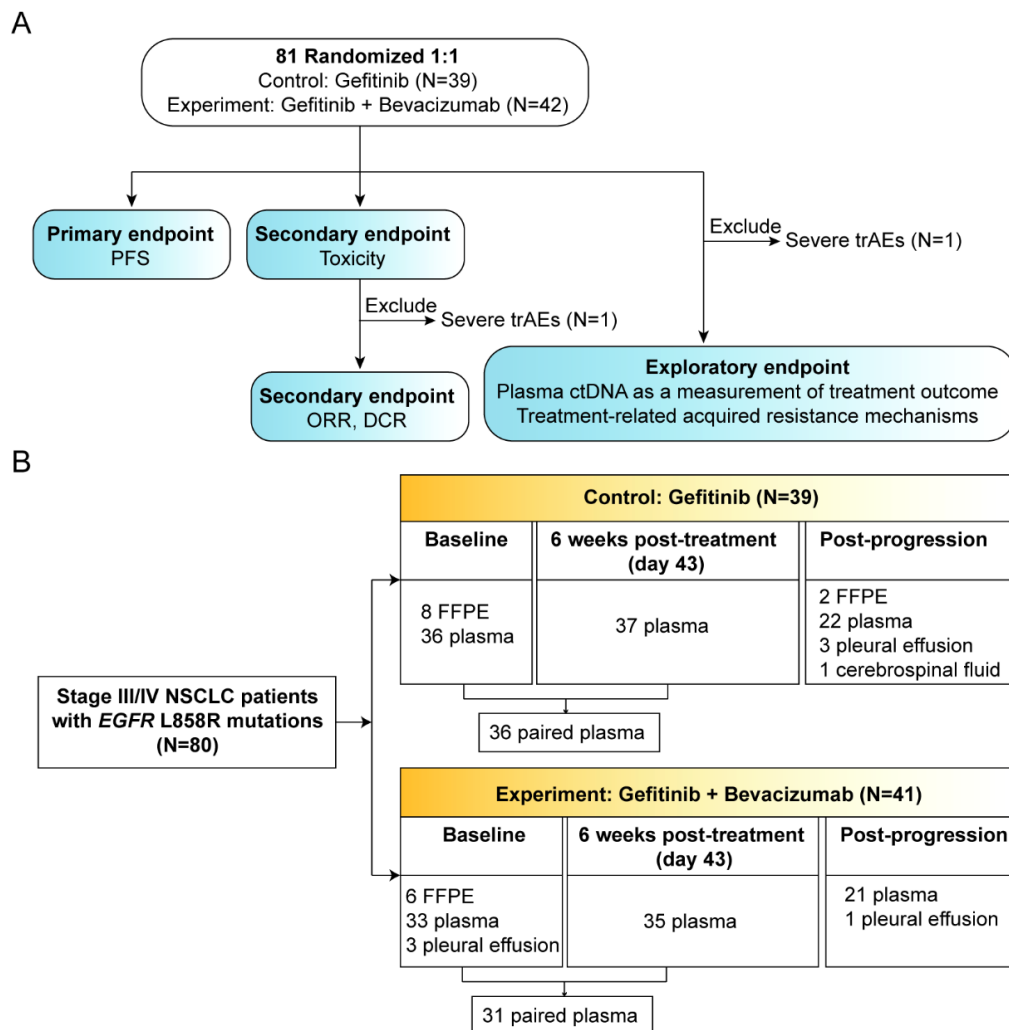 A
81 Randomized 1:1
Control: Gefitinib (N=39)
Experiment: Gefitinib + Bevacizumab (N=42)
Primary endpoint
PFS
Secondary endpoint
Toxicity
Exclude
Severe trAEs (N=1)
Exclude
Severe trAEs (N=1)
Secondary endpoint
ORR, DCR
Exploratory endpoint
Plasma ctDNA as a measurement of treatment outcome
Treatment-related acquired resistance mechanisms
B
Stage III/IV NSCLC patients
with EGFR L858R mutations
(N=80)
Control: Gefitinib (N=39)
Baseline
8 FFPE
36 plasma
6 weeks post-treatment
(day 43)
37 plasma
Post-progression
2 FFPE
22 plasma
3 pleural effusion
1 cerebrospinal fluid
36 paired plasma
Experiment: Gefitinib + Bevacizumab (N=41)
Baseline
6 FFPE
33 plasma
3 pleural effusion
6 weeks post-treatment
(day 43)
35 plasma
Post-progression
21 plasma
1 pleural effusion
31 paired plasma